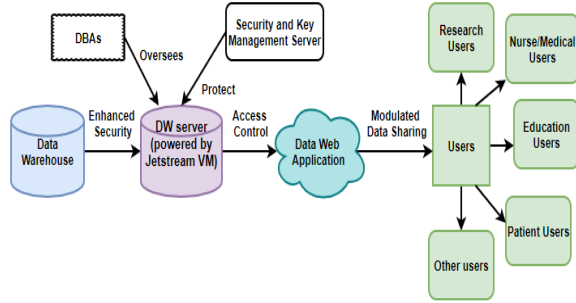 DBAs
Oversees
Security and Key
Management Server
Protect
Data
Warehouse
Enhanced
Security
DW server
(powered by
Jetstream VM)
Access
Control
Data Web
Application
Modulated
Data Sharing
Users
Research
Users
Nurse/Medical
Users
Education
Users
Patient Users
Other users